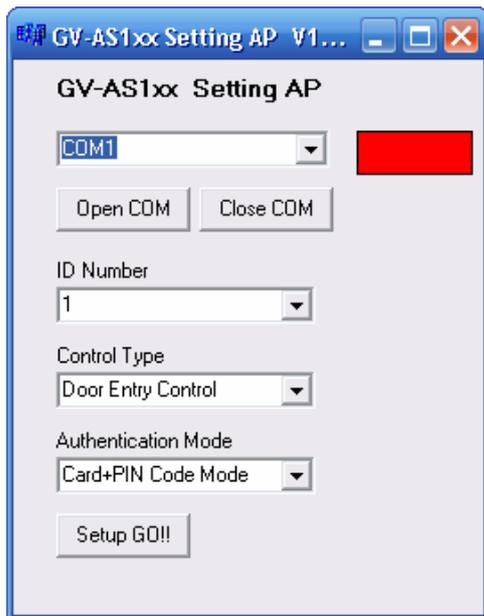 GV-AS1xx Setting AP V1...
GV-AS1xx Setting AP
COM1
Open COM Close COM
ID Number
1
Control Type
Door Entry Control
Authentication Mode
Card+PIN Code Mode
Setup GO!!